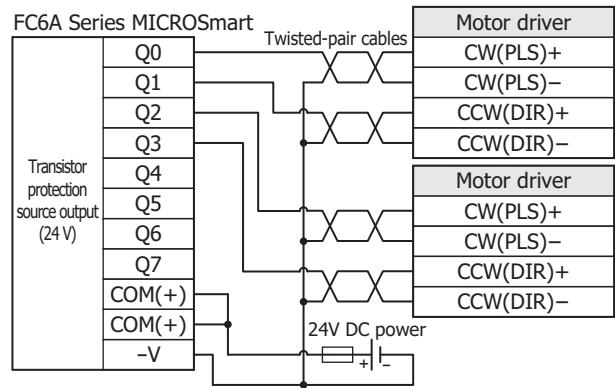 FC6A Series MICROSmart
Twisted-pair cables
Transistor
protection
source output
(24 V)
Q0
Q1
Q2
Q3
Q4
Q5
Q6
Q7
COM(+)
COM(+)
–V
Motor driver
CW(PLS)+
CW(PLS)–
CCW(DIR)+
CCW(DIR)–
Motor driver
CW(PLS)+
CW(PLS)–
CCW(DIR)+
CCW(DIR)–
24V DC power
+ –